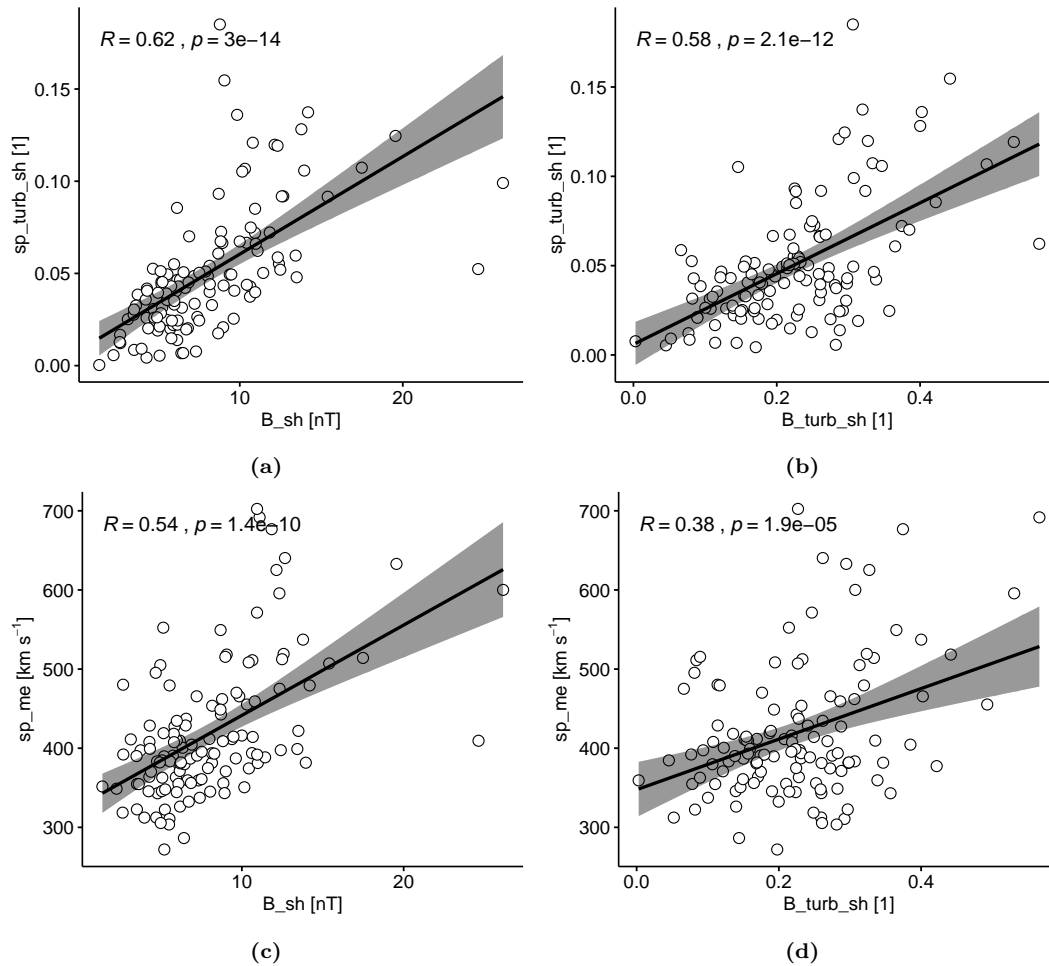 R = 0.62 , p = 3e−14
0.15
0.10
0.05
0.00
sp_turb_sh [1]
10
20
B_sh [nT]
(a)
R = 0.58 , p = 2.1e−12
0.15
0.10
0.05
0.00
sp_turb_sh [1]
0.0
0.2
0.4
B_turb_sh [1]
(b)
R = 0.54 , p = 1.4e−10
700
600
500
400
300
sp_me [km s⁻¹]
10
20
B_sh [nT]
(c)
R = 0.38 , p = 1.9e−05
700
600
500
400
300
sp_me [km s⁻¹]
0.0
0.2
0.4
B_turb_sh [1]
(d)